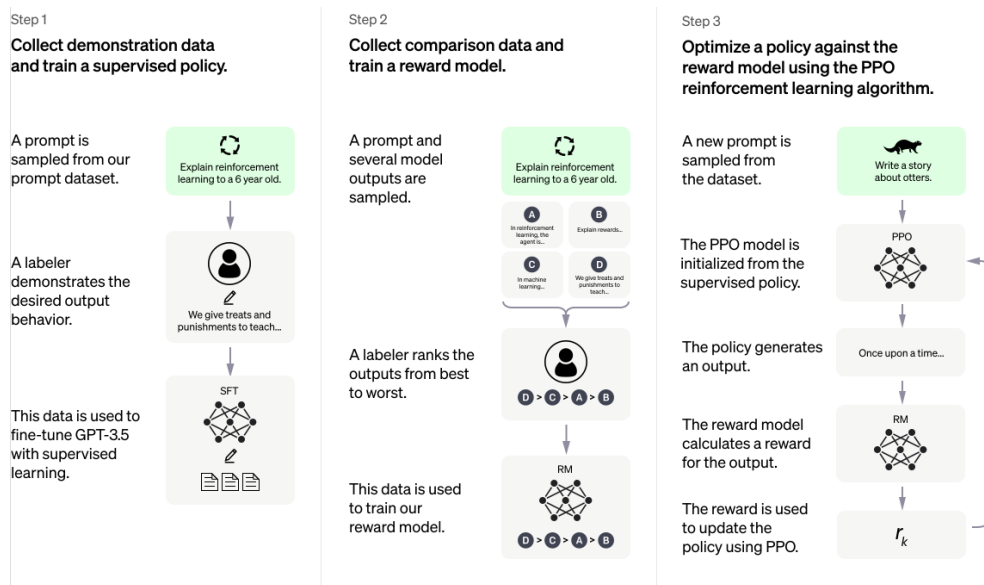 Step 1
Collect demonstration data
and train a supervised policy.
A prompt is
sampled from our
prompt dataset.
Explain reinforcement
learning to a 6 year old.
A labeler
demonstrates the
desired output
behavior.
We give treats and
punishments to teach...
This data is used to
fine-tune GPT-3.5
with supervised
learning.
SFT
Step 2
Collect comparison data and
train a reward model.
A prompt and
several model
outputs are
sampled.
Explain reinforcement
learning to a 6 year old.
A
In reinforcement
learning, the
agent is...
B
Explain rewards...
C
In machine
learning...
D
We give treats and
punishments to
teach...
A labeler ranks the
outputs from best
to worst.
D > C > A > B
This data is used
to train our
reward model.
RM
D > C > A > B
Step 3
Optimize a policy against the
reward model using the PPO
reinforcement learning algorithm.
A new prompt is
sampled from
the dataset.
Write a story
about otters.
The PPO model is
initialized from the
supervised policy.
PPO
The policy generates
an output.
Once upon a time...
The reward model
calculates a reward
for the output.
RM
The reward is used
to update the
policy using PPO.
rk